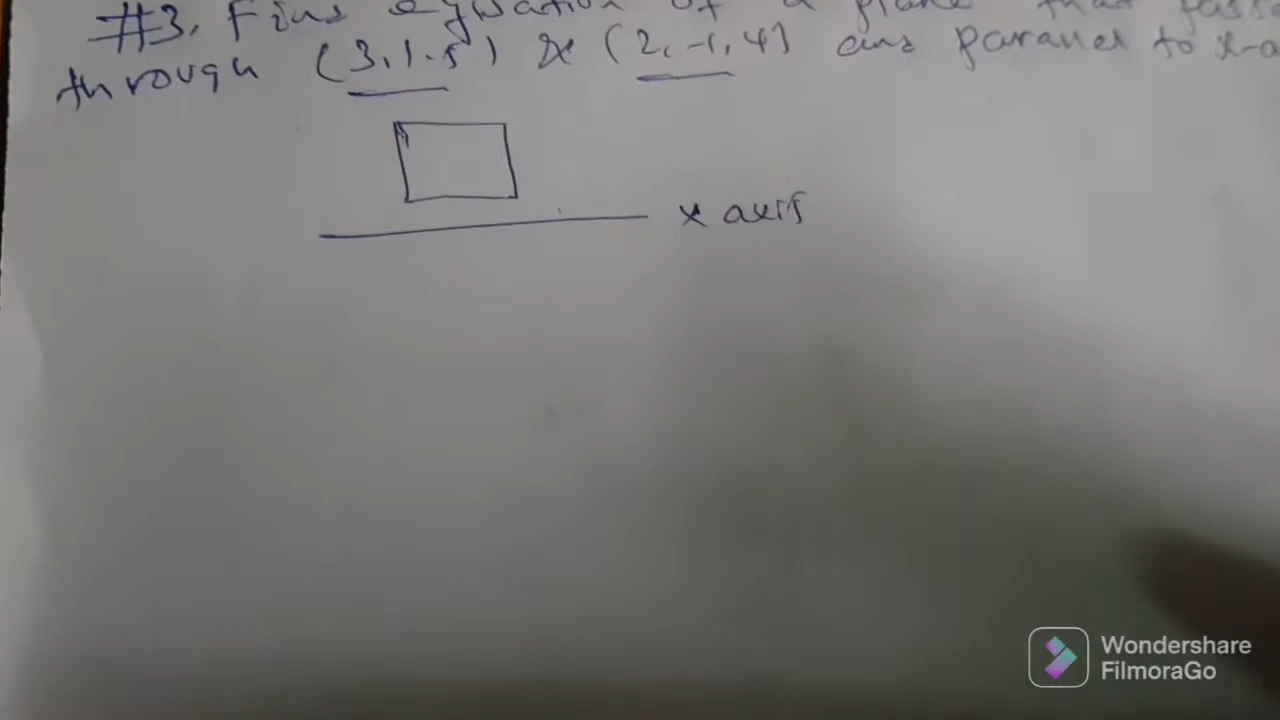 #3. Find equation of a plane that
through (3,1.5) & (2,-1,4) and parallel to x-a
x axis
Wondershare
FilmoraGo